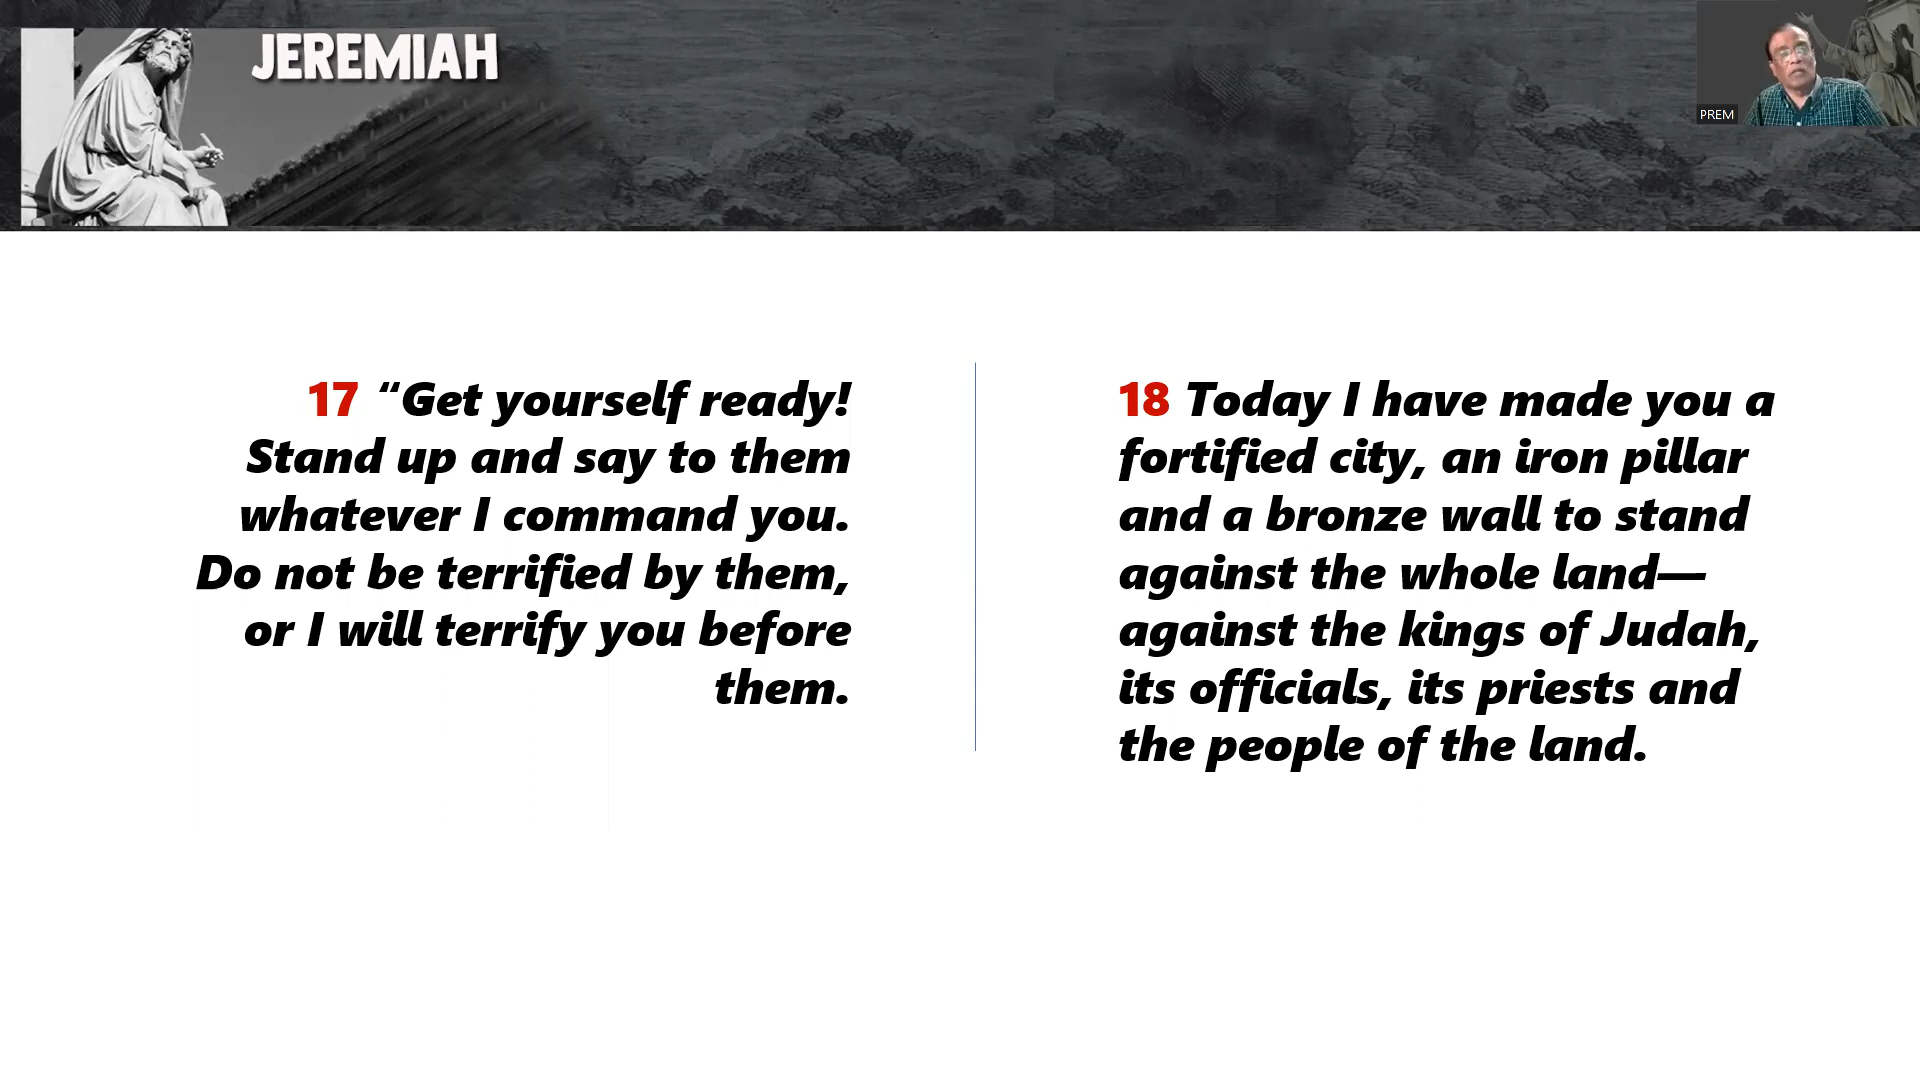 JEREMIAH
PREM
17 “Get yourself ready!
Stand up and say to them
whatever I command you.
Do not be terrified by them,
or I will terrify you before
them.
18 Today I have made you a
fortified city, an iron pillar
and a bronze wall to stand
against the whole land—
against the kings of Judah,
its officials, its priests and
the people of the land.